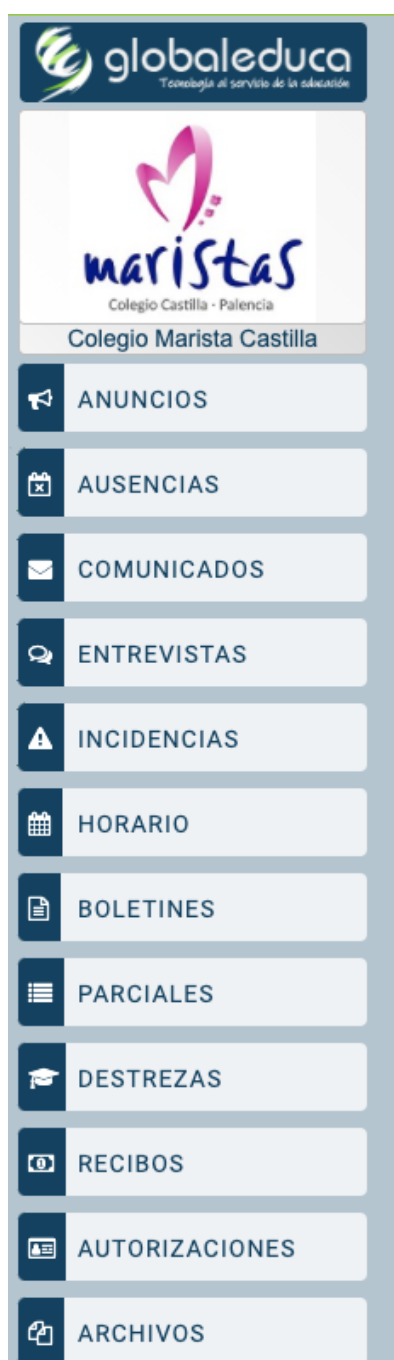 globaleduca
Tecnología al servicio de la educación
maristas
Colegio Castilla - Palencia
Colegio Marista Castilla
ANUNCIOS
AUSENCIAS
COMUNICADOS
ENTREVISTAS
INCIDENCIAS
HORARIO
BOLETINES
PARCIALES
DESTREZAS
RECIBOS
AUTORIZACIONES
ARCHIVOS